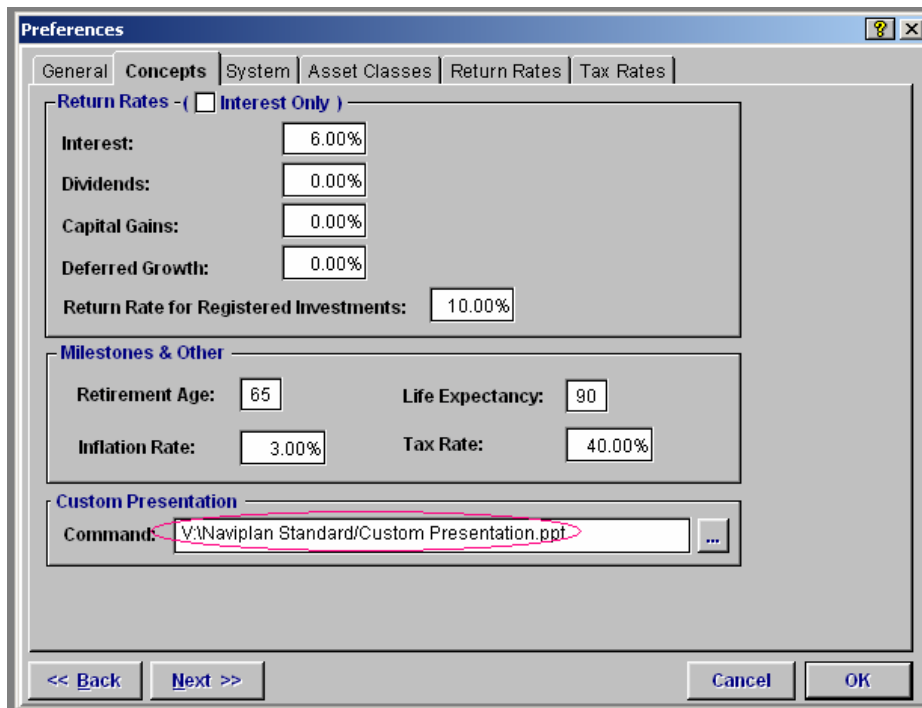 Preferences
General Concepts System Asset Classes Return Rates Tax Rates
Return Rates - ( Interest Only )
Interest: 6.00%
Dividends: 0.00%
Capital Gains: 0.00%
Deferred Growth: 0.00%
Return Rate for Registered Investments: 10.00%
Milestones & Other
Retirement Age: 65 Life Expectancy: 90
Inflation Rate: 3.00% Tax Rate: 40.00%
Custom Presentation
Command: V:\Naviplan Standard/Custom Presentation.ppt ...
<< Back Next >> Cancel OK